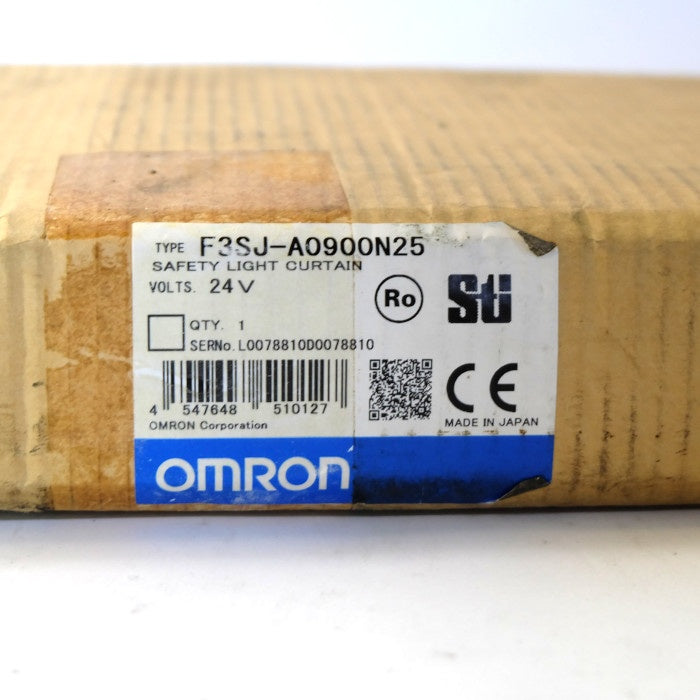 TYPE F3SJ-A0900N25
SAFETY LIGHT CURTAIN
VOLTS. 24V
Ro
Sti
QTY. 1
SERNo. L0078810D0078810
4 547648 510127
CE
OMRON Corporation
MADE IN JAPAN
OMRON